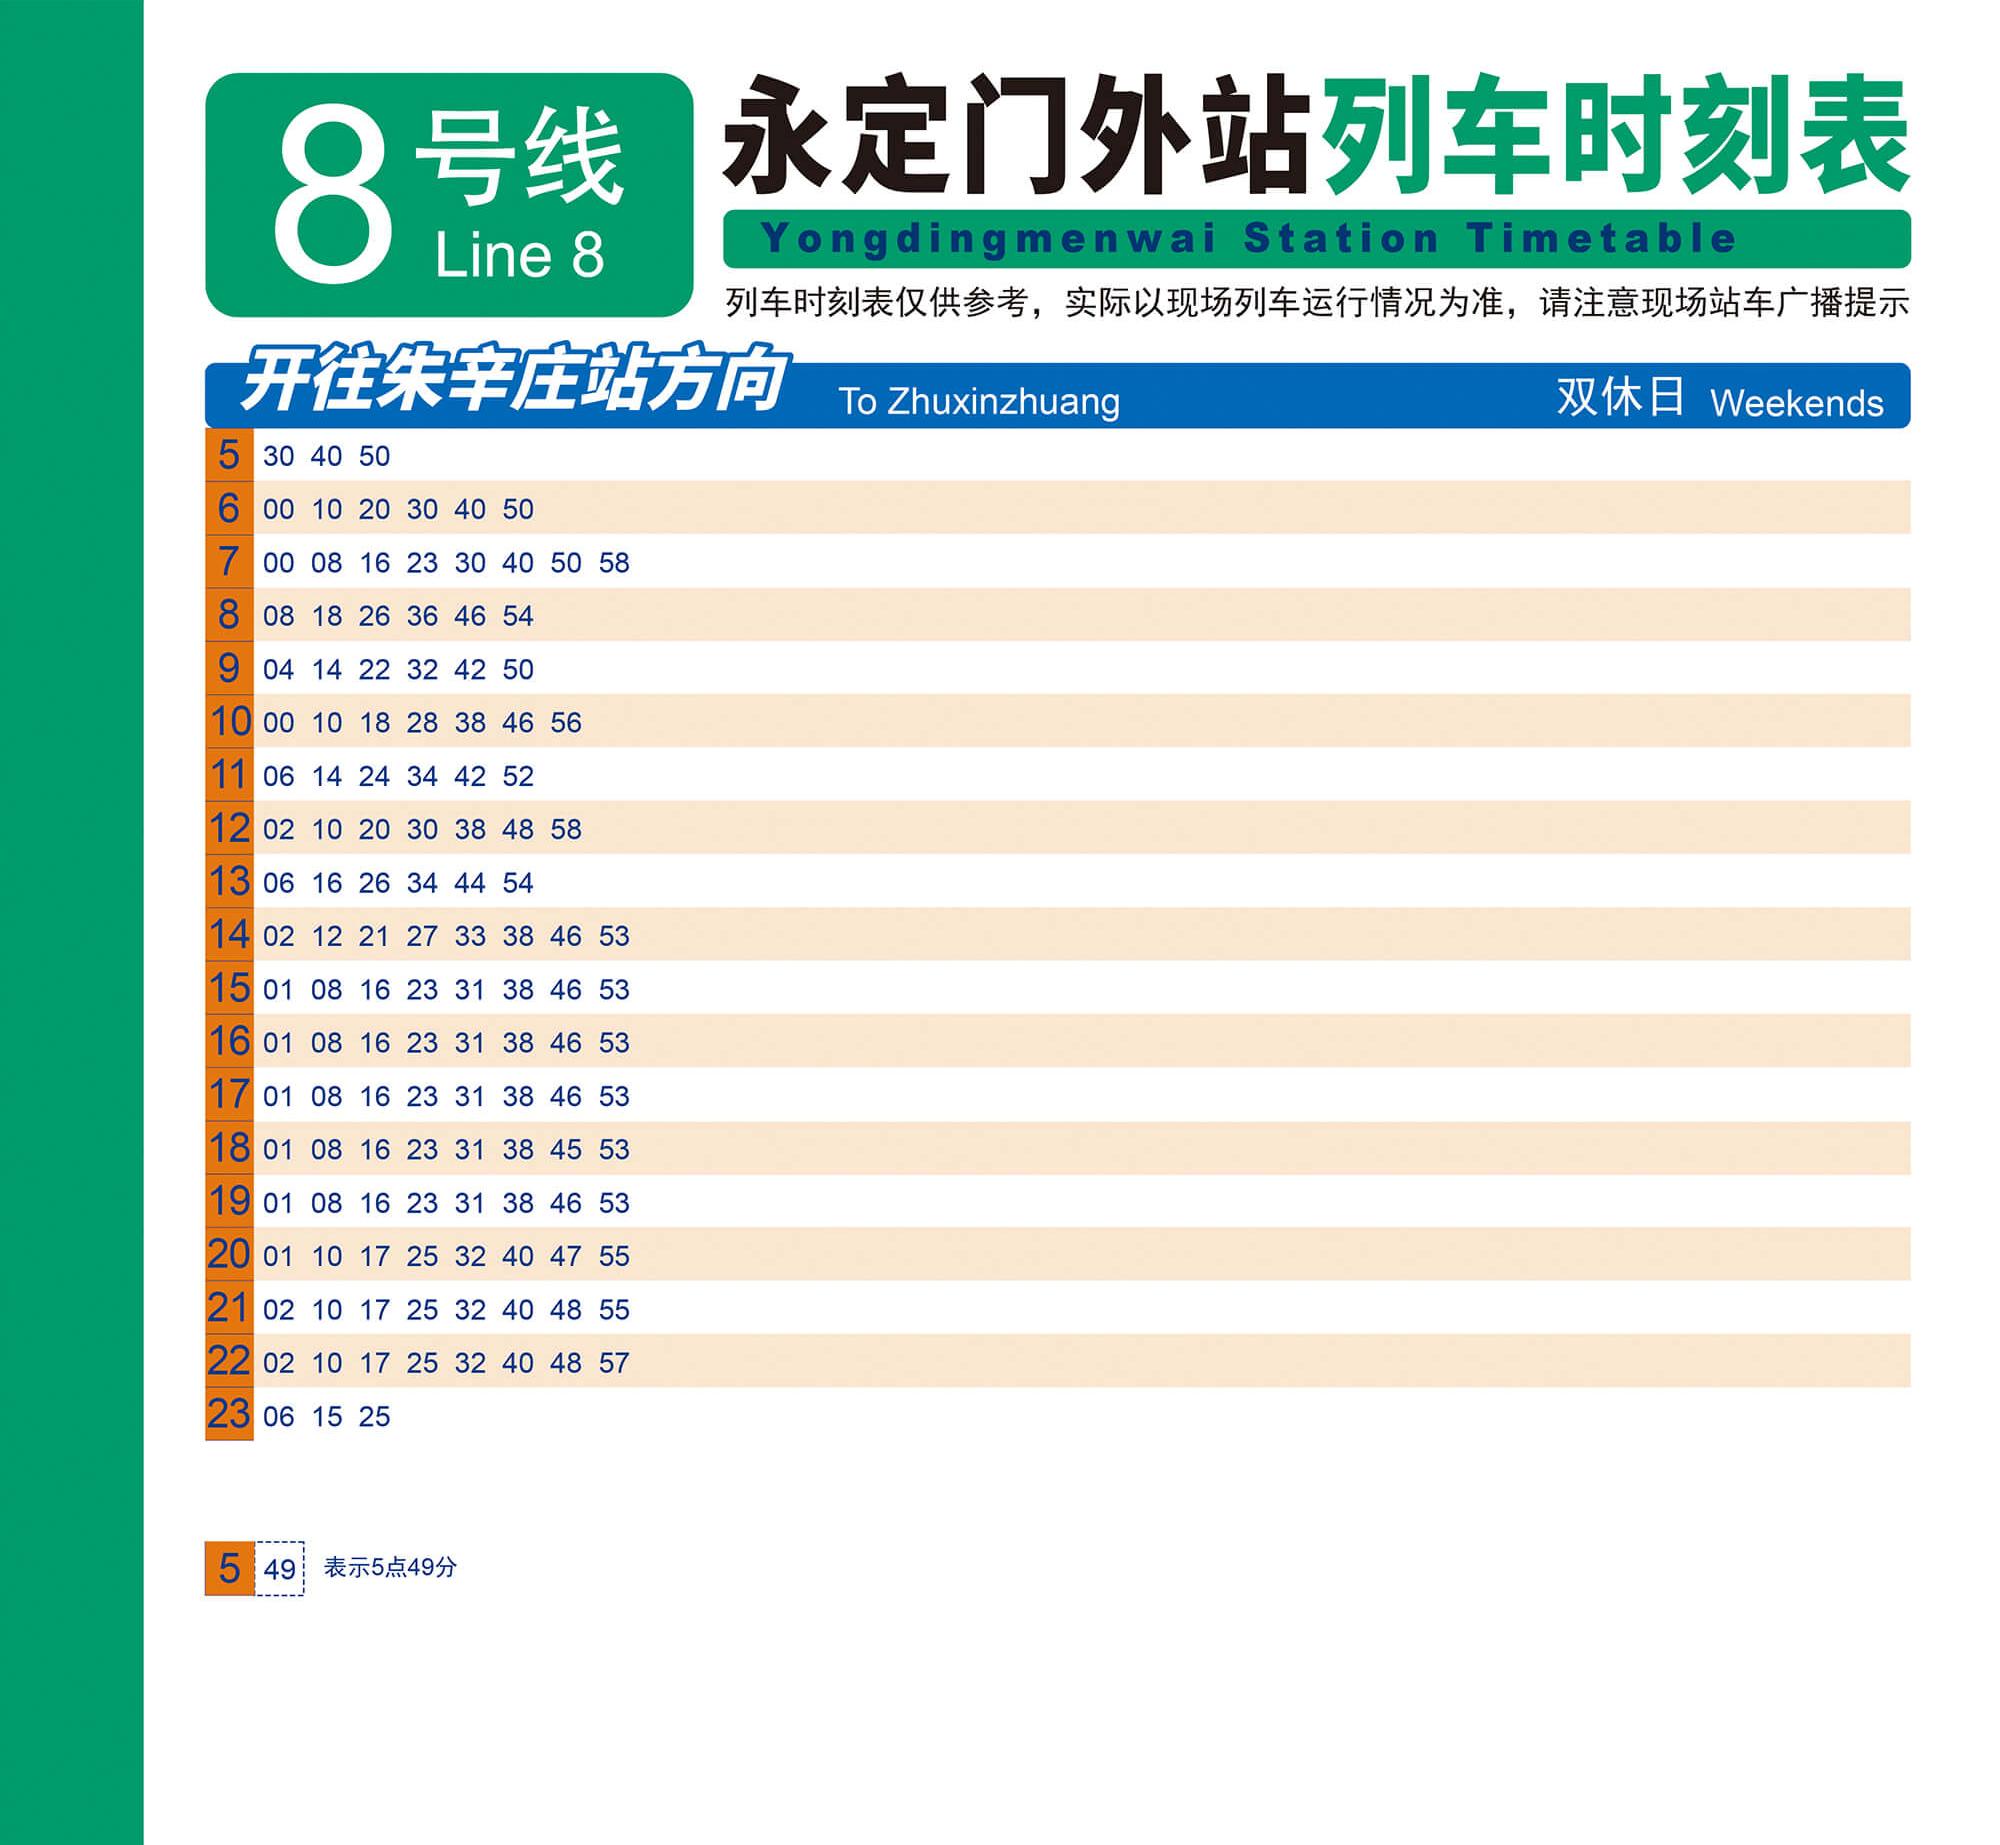 8号线
Line 8
永定门外站列车时刻表
Yongdingmenwai Station Timetable
列车时刻表仅供参考，实际以现场列车运行情况为准，请注意现场站车广播提示
开往朱辛庄站方向 To Zhuxinzhuang 双休日 Weekends
5 30 40 50
6 00 10 20 30 40 50
7 00 08 16 23 30 40 50 58
8 08 18 26 36 46 54
9 04 14 22 32 42 50
10 00 10 18 28 38 46 56
11 06 14 24 34 42 52
12 02 10 20 30 38 48 58
13 06 16 26 34 44 54
14 02 12 21 27 33 38 46 53
15 01 08 16 23 31 38 46 53
16 01 08 16 23 31 38 46 53
17 01 08 16 23 31 38 46 53
18 01 08 16 23 31 38 45 53
19 01 08 16 23 31 38 46 53
20 01 10 17 25 32 40 47 55
21 02 10 17 25 32 40 48 55
22 02 10 17 25 32 40 48 57
23 06 15 25
5 49 表示5点49分